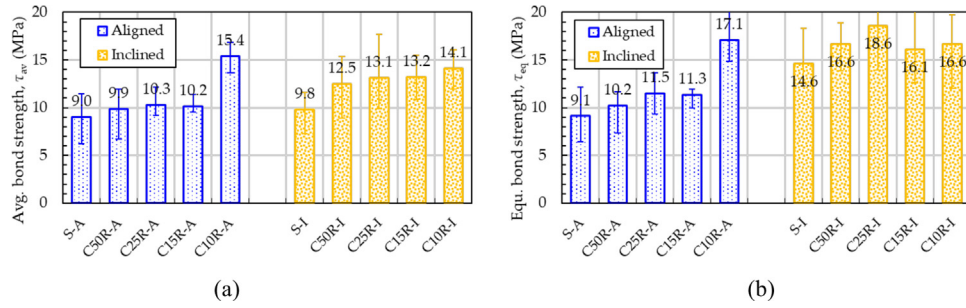 (a)
20
15
10
5
0
Avg. bond strength, τav (MPa)
Aligned
Inclined
9.0
9.9
10.3
10.2
15.4
9.8
12.5
13.1
13.2
14.1
S-A
C50R-A
C25R-A
C15R-A
C10R-A
S-I
C50R-I
C25R-I
C15R-I
C10R-I
(a)
(b)
20
15
10
5
0
Equ. bond strength, τeq (MPa)
Aligned
Inclined
9.1
10.2
11.5
11.3
17.1
14.6
16.6
18.6
16.1
16.6
S-A
C50R-A
C25R-A
C15R-A
C10R-A
S-I
C50R-I
C25R-I
C15R-I
C10R-I
(b)